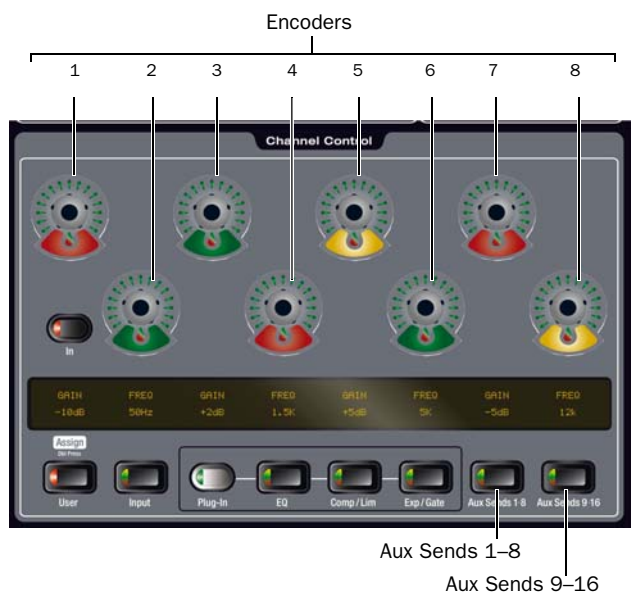 Encoders
1 2 3 4 5 6 7 8
Channel Control
In
GAIN FREQ GAIN FREQ GAIN FREQ GAIN FREQ
-10dB 50Hz +2dB 1.5K +5dB 5K -5dB 12k
Assign
User Input Plug-In EQ Comp/Lim Exp/Gate Aux Sends 1-8 Aux Sends 9-16
Aux Sends 1–8
Aux Sends 9–16